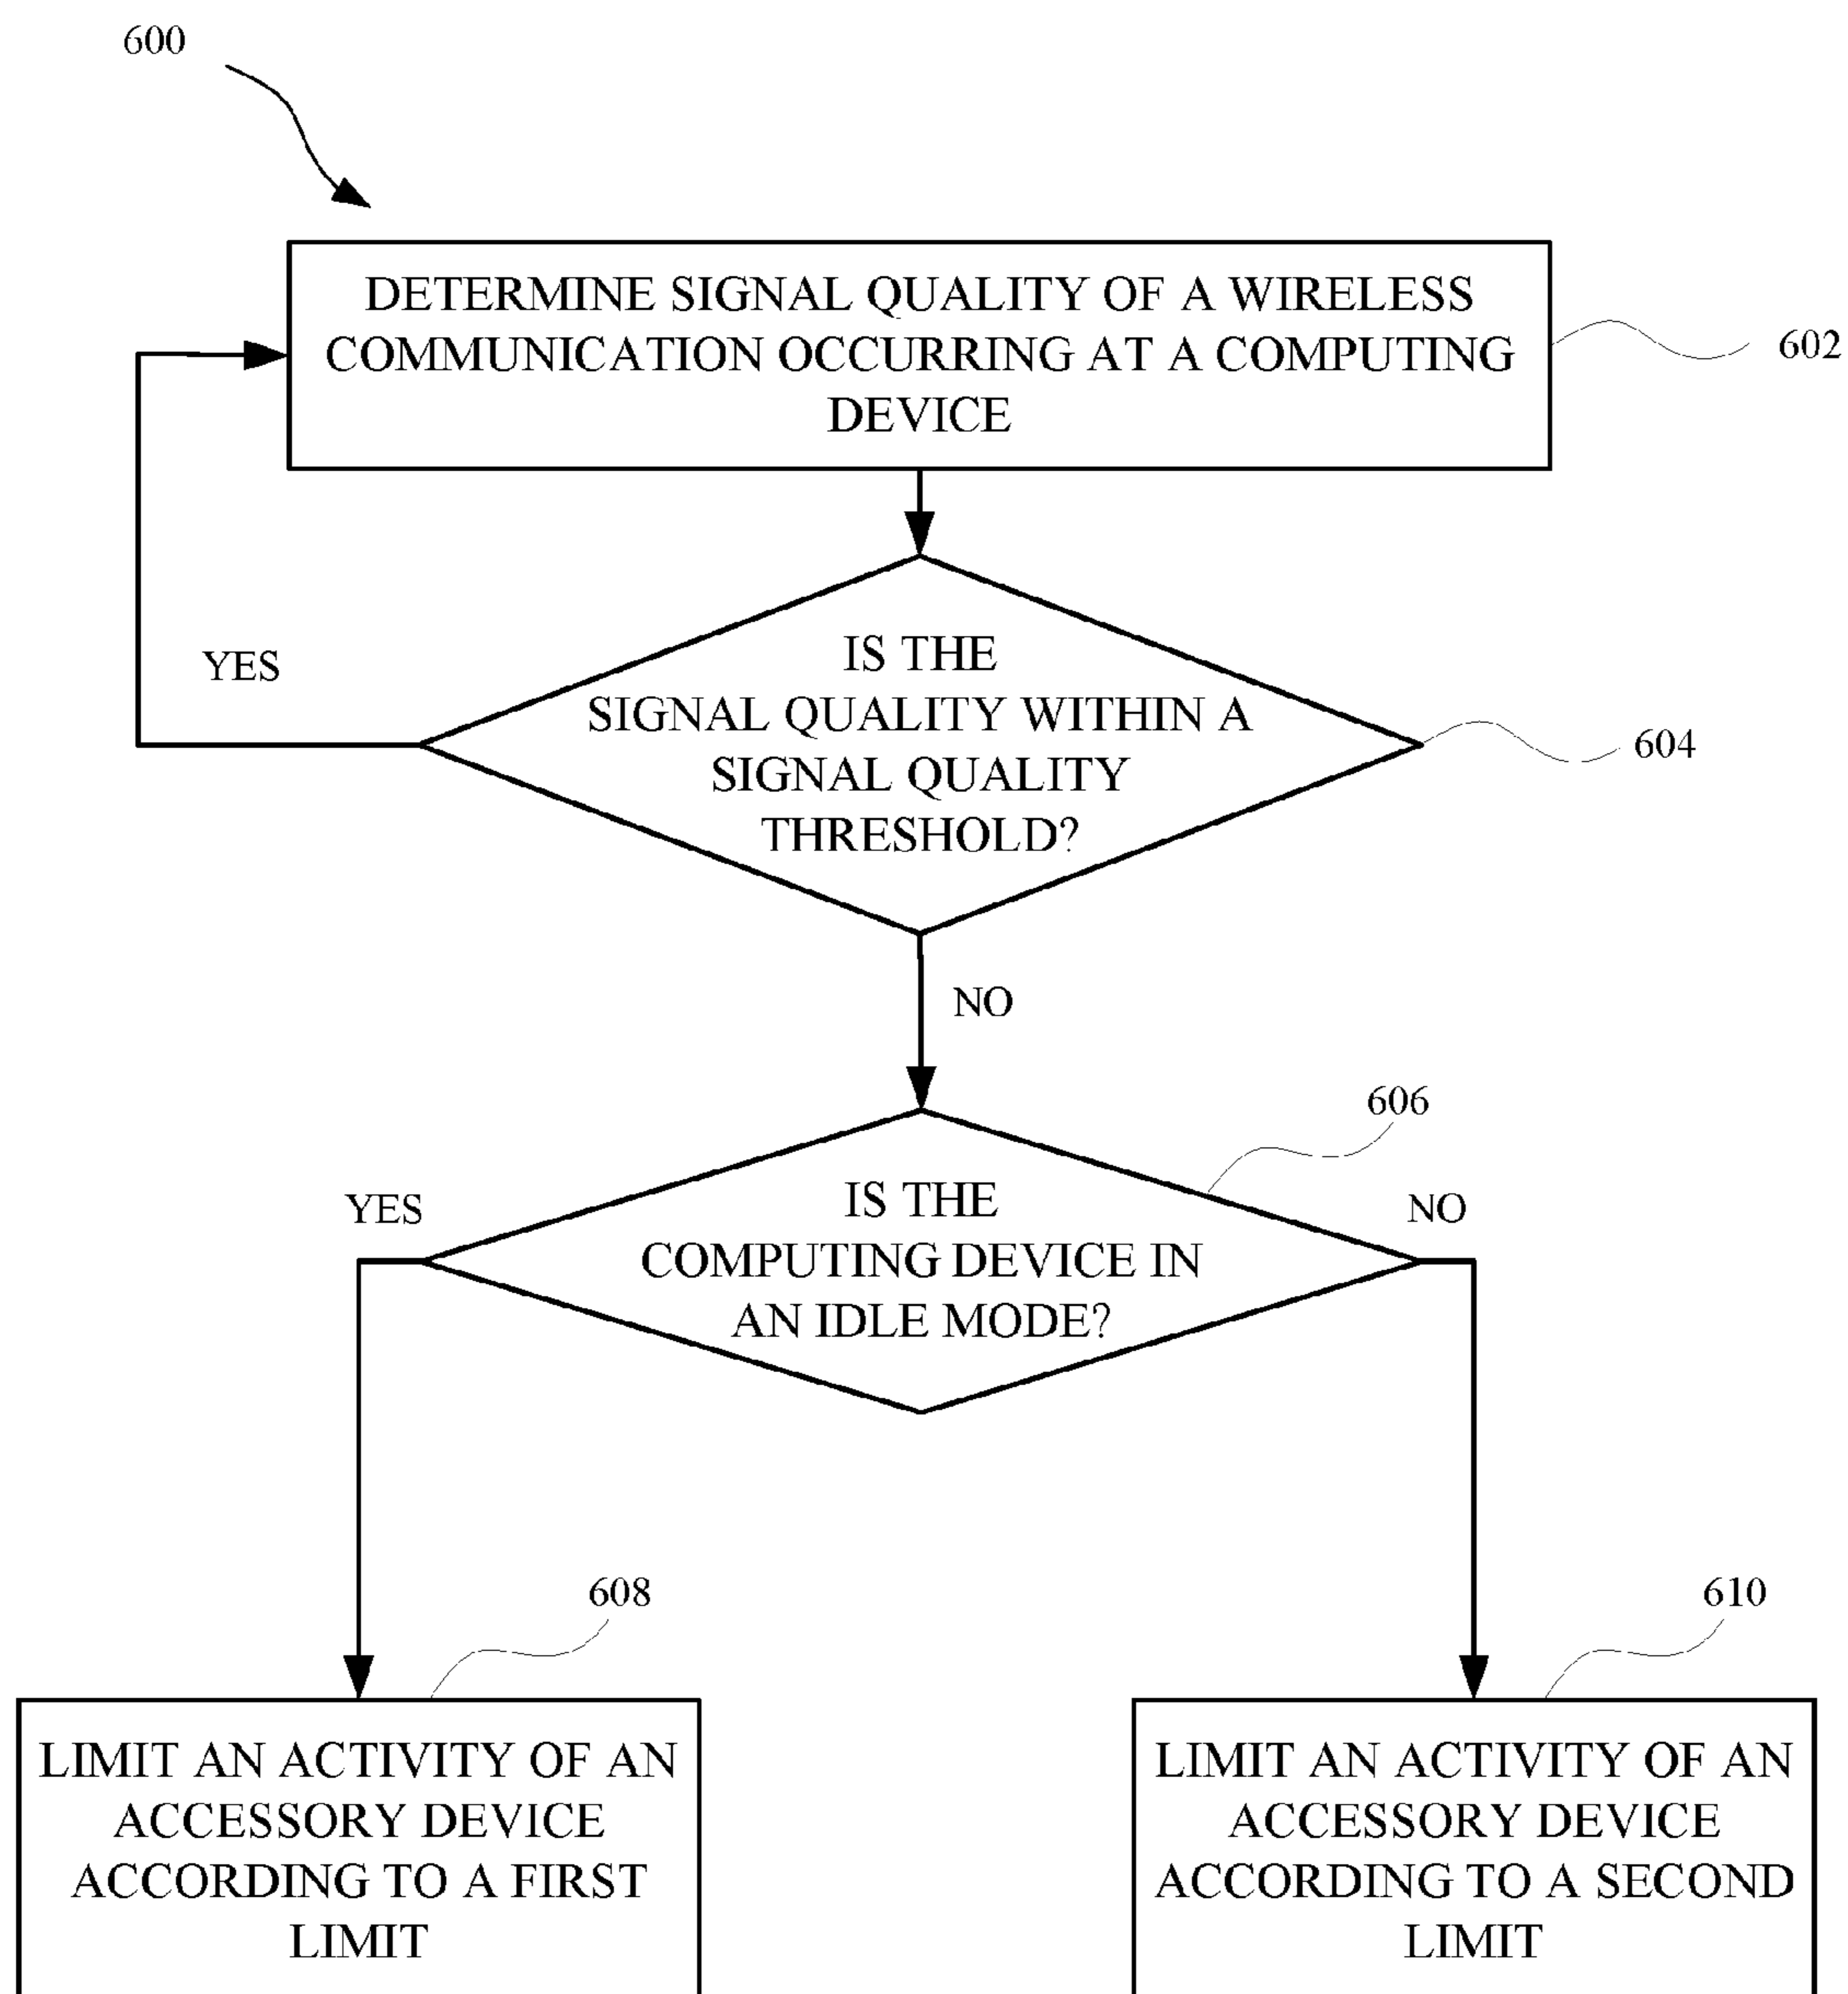 600
DETERMINE SIGNAL QUALITY OF A WIRELESS
COMMUNICATION OCCURRING AT A COMPUTING
DEVICE
602
YES
IS THE
SIGNAL QUALITY WITHIN A
SIGNAL QUALITY
THRESHOLD?
604
NO
606
YES
IS THE
COMPUTING DEVICE IN
AN IDLE MODE?
NO
608
610
LIMIT AN ACTIVITY OF AN
ACCESSORY DEVICE
ACCORDING TO A FIRST
LIMIT
LIMIT AN ACTIVITY OF AN
ACCESSORY DEVICE
ACCORDING TO A SECOND
LIMIT